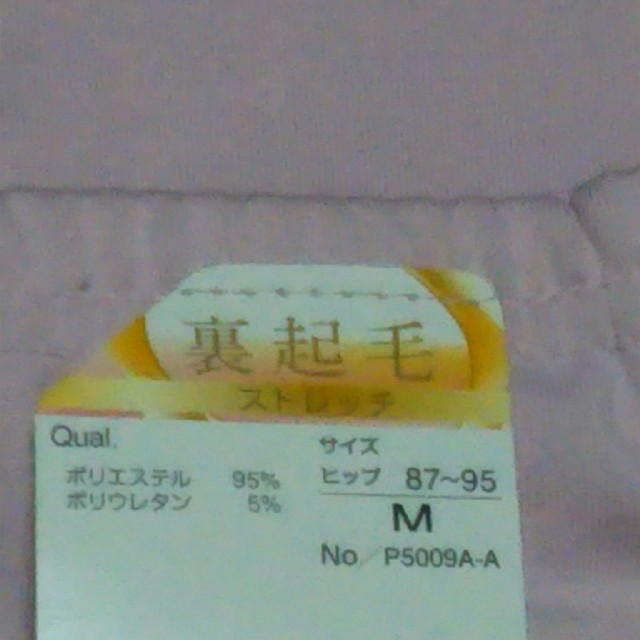 裏起毛
ストレッチ
Qual.
ポリエステル 95%
ポリウレタン 5%
サイズ
ヒップ 87~95
M
No. P5009A-A